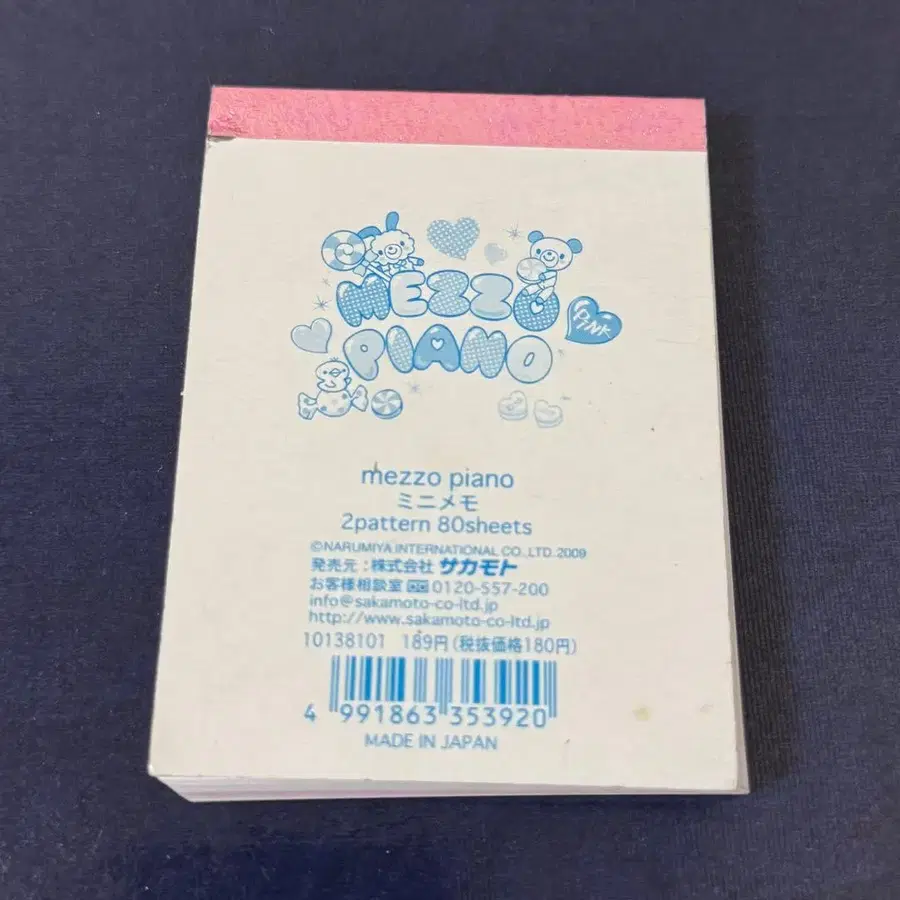 MEZZO
PINK
PIANO
mezzo piano
ミニメモ
2pattern 80sheets
©NARUMIYA INTERNATIONAL CO., LTD. 2009
発売元：株式会社 サカモト
お客様相談室 0120-557-200
info@sakamoto-co-ltd.jp
http://www.sakamoto-co-ltd.jp
10138101 189円(税抜価格180円)
4 991863 353920
MADE IN JAPAN